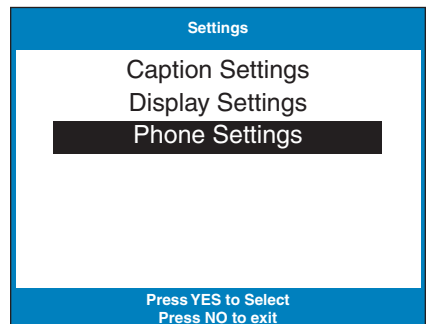 Settings
Caption Settings
Display Settings
Phone Settings
Press YES to Select
Press NO to exit